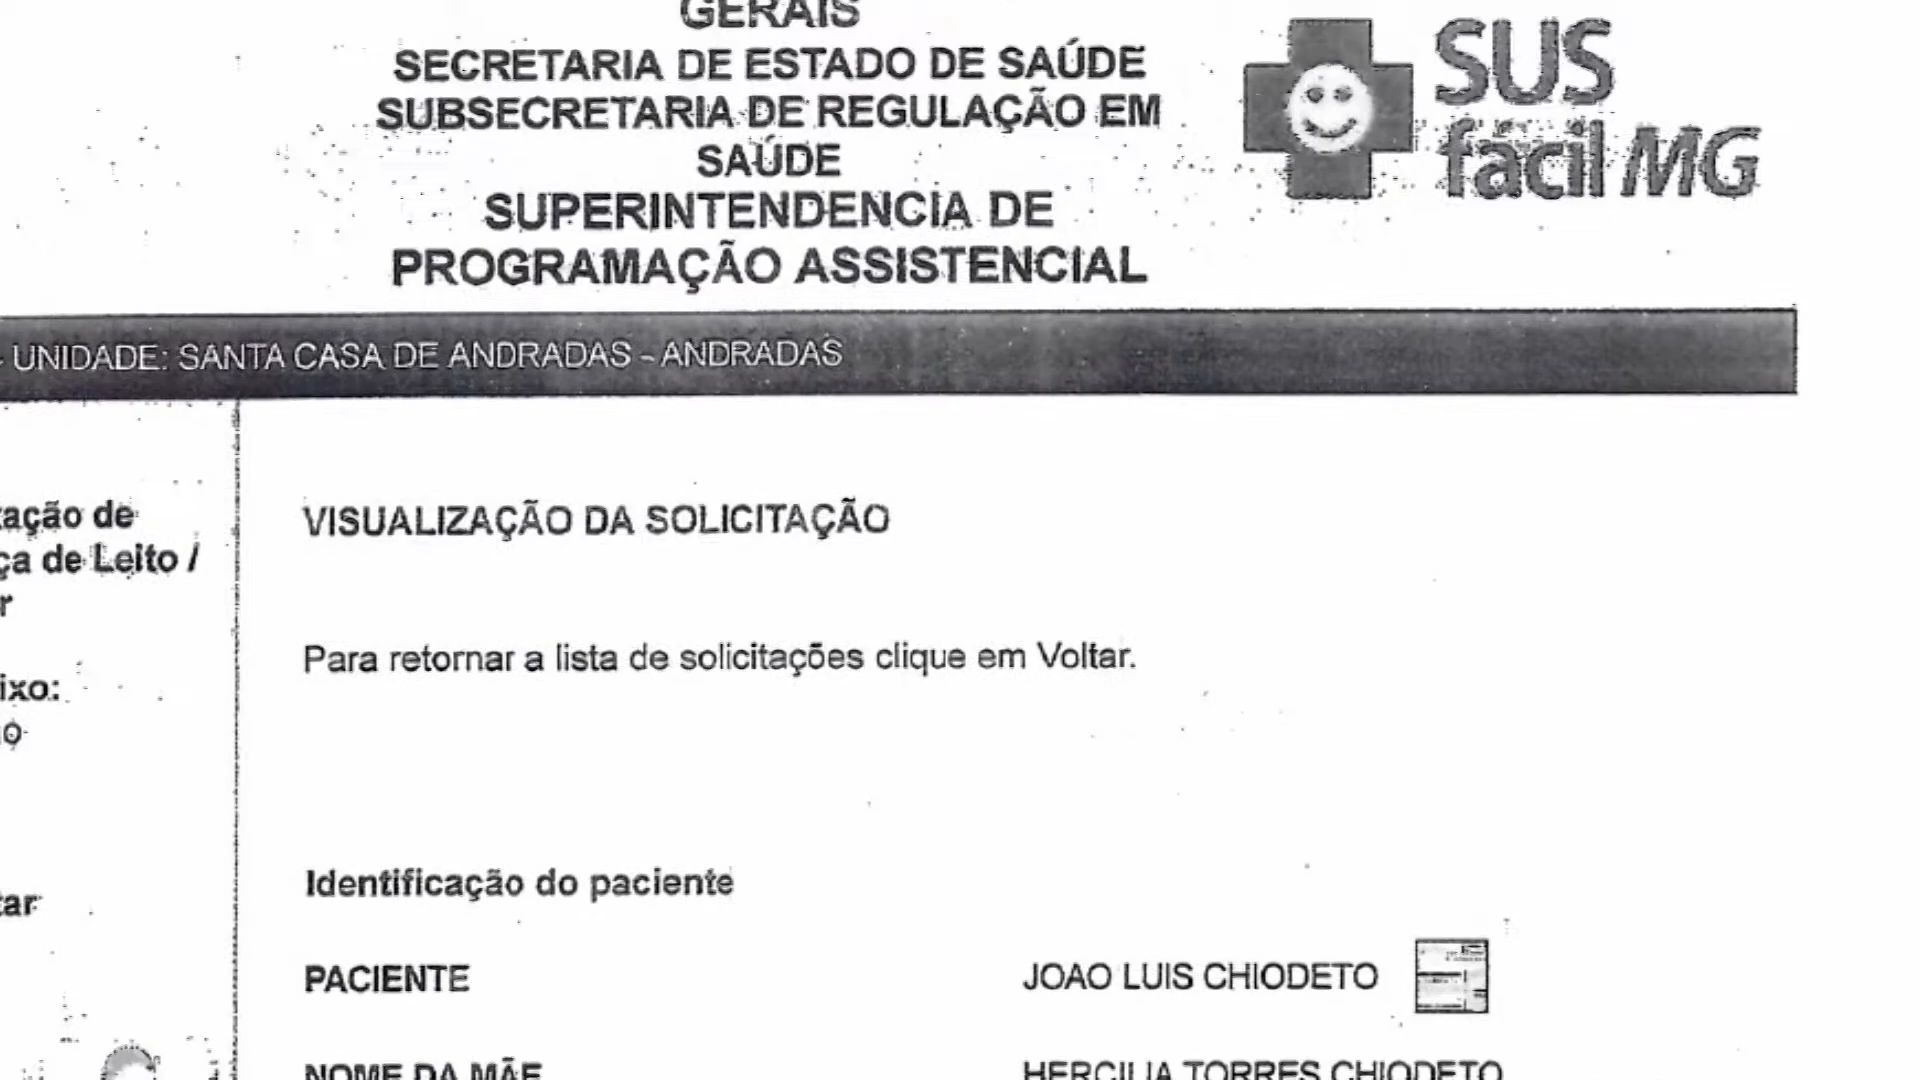 GERAIS
SECRETARIA DE ESTADO DE SAÚDE
SUBSECRETARIA DE REGULAÇÃO EM
SAÚDE
SUPERINTENDENCIA DE
PROGRAMAÇÃO ASSISTENCIAL
SUS
fácil MG
- UNIDADE: SANTA CASA DE ANDRADAS - ANDRADAS
ação de
ça de Leito /
r
ixo:
o
tar
VISUALIZAÇÃO DA SOLICITAÇÃO
Para retornar a lista de solicitações clique em Voltar.
Identificação do paciente
PACIENTE JOAO LUIS CHIODETO
NOME DA MÃE HERCILIA TORRES CHIODETO